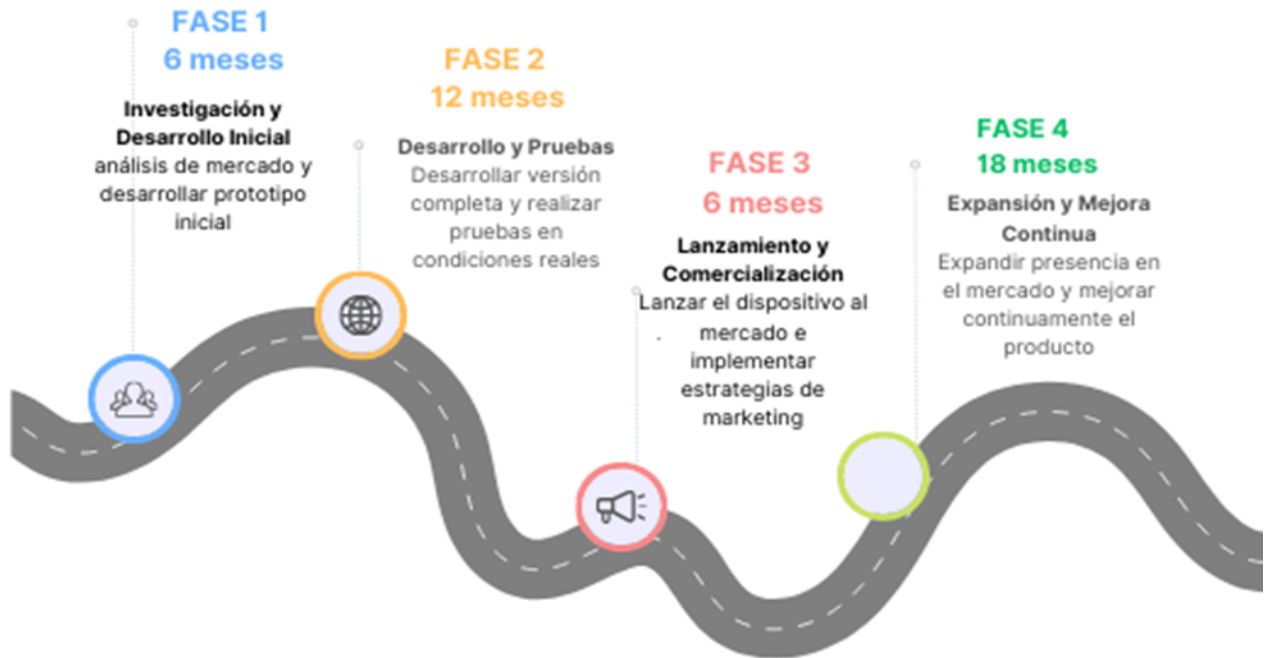 FASE 1
6 meses
Investigación y
Desarrollo Inicial
análisis de mercado y
desarrollar prototipo
inicial
FASE 2
12 meses
Desarrollo y Pruebas
Desarrollar versión
completa y realizar
pruebas en
condiciones reales
FASE 3
6 meses
Lanzamiento y
Comercialización
Lanzar el dispositivo al
. mercado e
implementar
estrategias de
marketing
FASE 4
18 meses
Expansión y Mejora
Continua
Expandir presencia en
el mercado y mejorar
continuamente el
producto